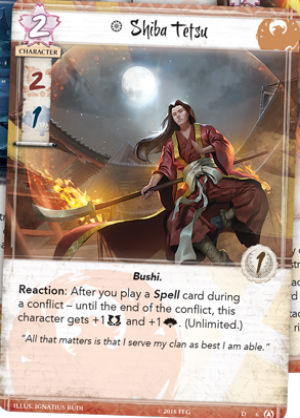 2
Shiba Tetsu
CHARACTER
2
1
1
Bushi.
Reaction: After you play a Spell card during
a conflict – until the end of the conflict, this
character gets +1 and +1. (Unlimited.)
"All that matters is that I serve my clan as best I am able."
ILLUS. IGNATIUS BUDI
© 2018 FFG
D 6